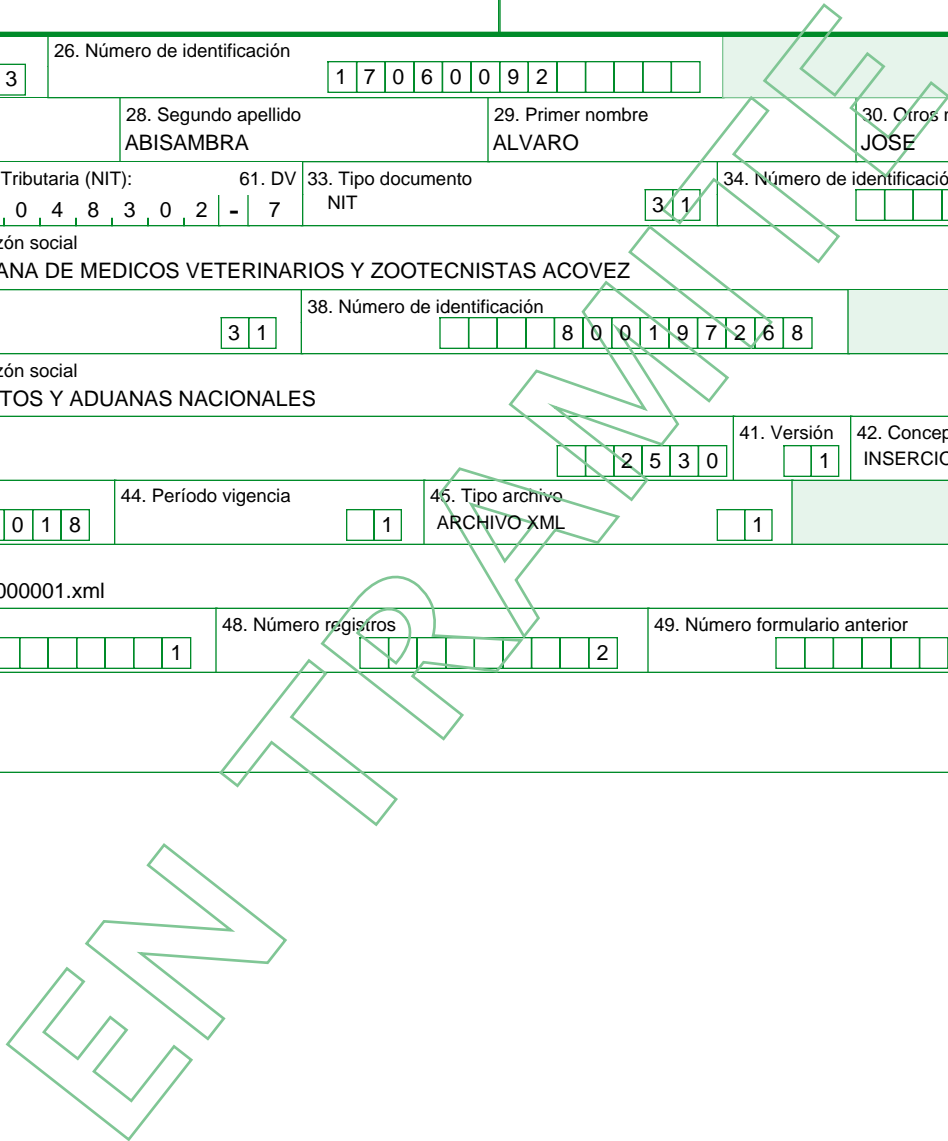 26. Número de identificación
3 1 7 0 6 0 0 9 2
28. Segundo apellido 29. Primer nombre 30. Otros
ABISAMBRA ALVARO JOSE
Tributaria (NIT): 61. DV 33. Tipo documento 34. Número de identificació
0 4 8 3 0 2 - 7 NIT 3 1
zón social
ANA DE MEDICOS VETERINARIOS Y ZOOTECNISTAS ACOVEZ
38. Número de identificación
3 1 8 0 0 1 9 7 2 6 8
zón social
TOS Y ADUANAS NACIONALES
41. Versión 42. Concep
2 5 3 0 1 INSERCIO
44. Período vigencia 45. Tipo archivo
0 1 8 1 ARCHIVO XML 1
000001.xml
48. Número registros 49. Número formulario anterior
1 2
EN TRAMITE